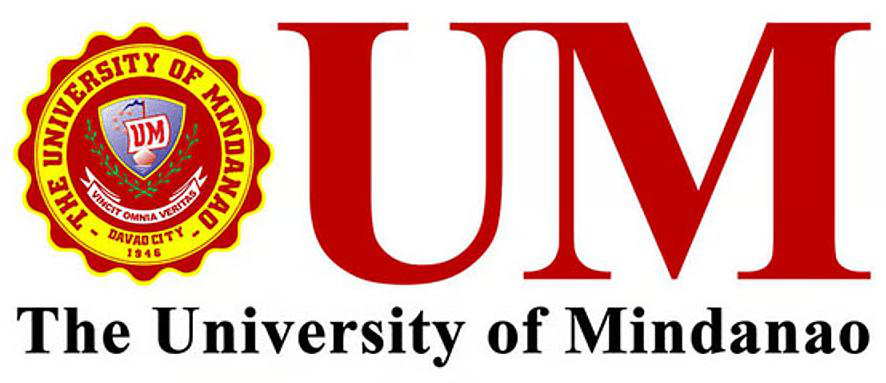 THE UNIVERSITY OF MINDANAO
UM
VINCIT OMNIA VERITAS
- DAVAO CITY -
1946
UM
The University of Mindanao